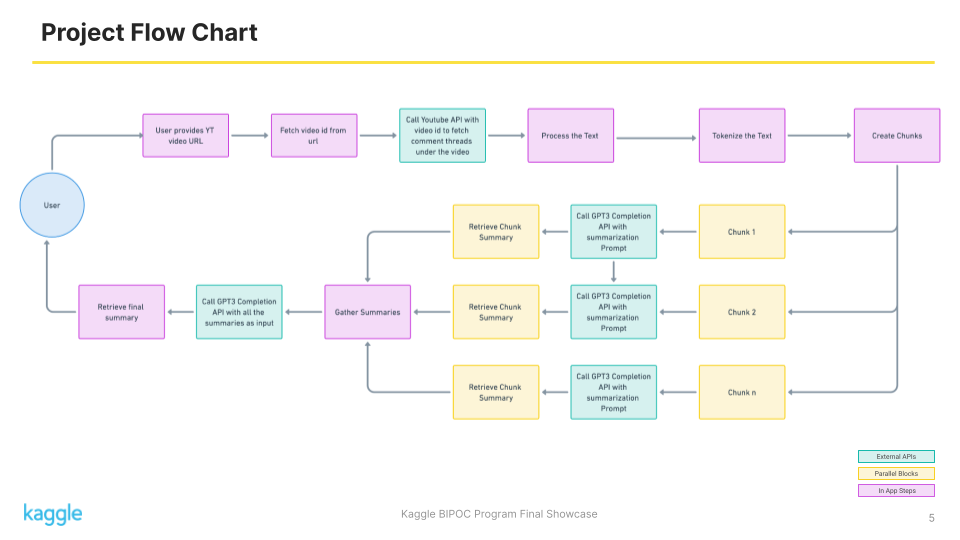 Project Flow Chart
User provides YT
video URL
Fetch video id from
url
Call Youtube API with
video id to fetch
comment threads
under the video
Process the Text
Tokenize the Text
Create Chunks
User
Retrieve Chunk
Summary
Call GPT3 Completion
API with
summarization
Prompt
Chunk 1
Retrieve final
summary
Call GPT3 Completion
API with all the
summaries as input
Gather Summaries
Retrieve Chunk
Summary
Call GPT3 Completion
API with
summarization
Prompt
Chunk 2
Retrieve Chunk
Summary
Call GPT3 Completion
API with
summarization
Prompt
Chunk n
External APIs
Parallel Blocks
In App Steps
kaggle
Kaggle BIPOC Program Final Showcase
5